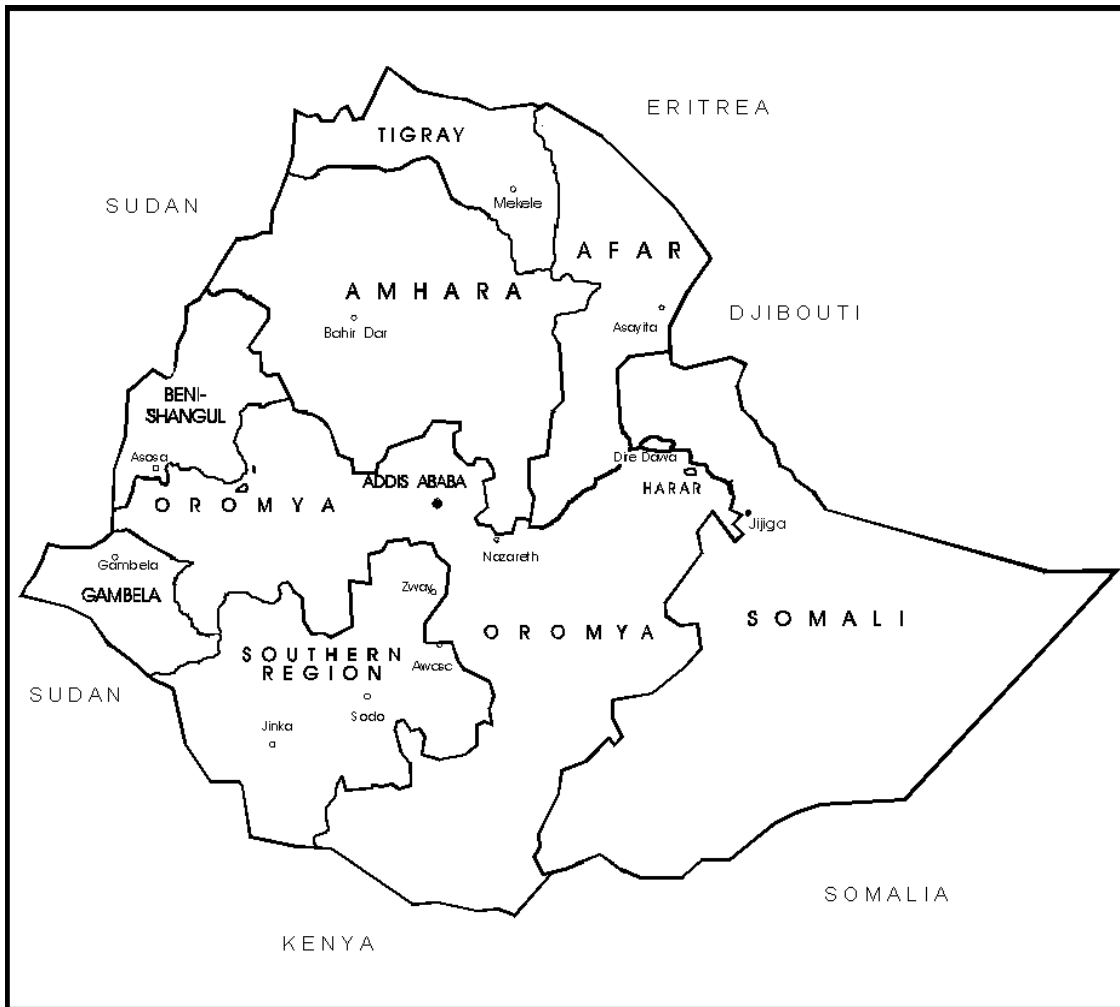 ERITREA
TIGRAY
Mekele
SUDAN
AFAR
AMHARA
DJIBOUTI
Asayita
Bahir Dar
BENI-
SHANGUL
Asosa
Dire Dawa
ADDIS ABABA
HARAR
OROMYA
Jijiga
Nazareth
Gambela
GAMBELA
Zway
SOMALI
OROMYA
SOUTHERN
REGION
Awasa
SUDAN
Sodo
Jinka
SOMALIA
KENYA